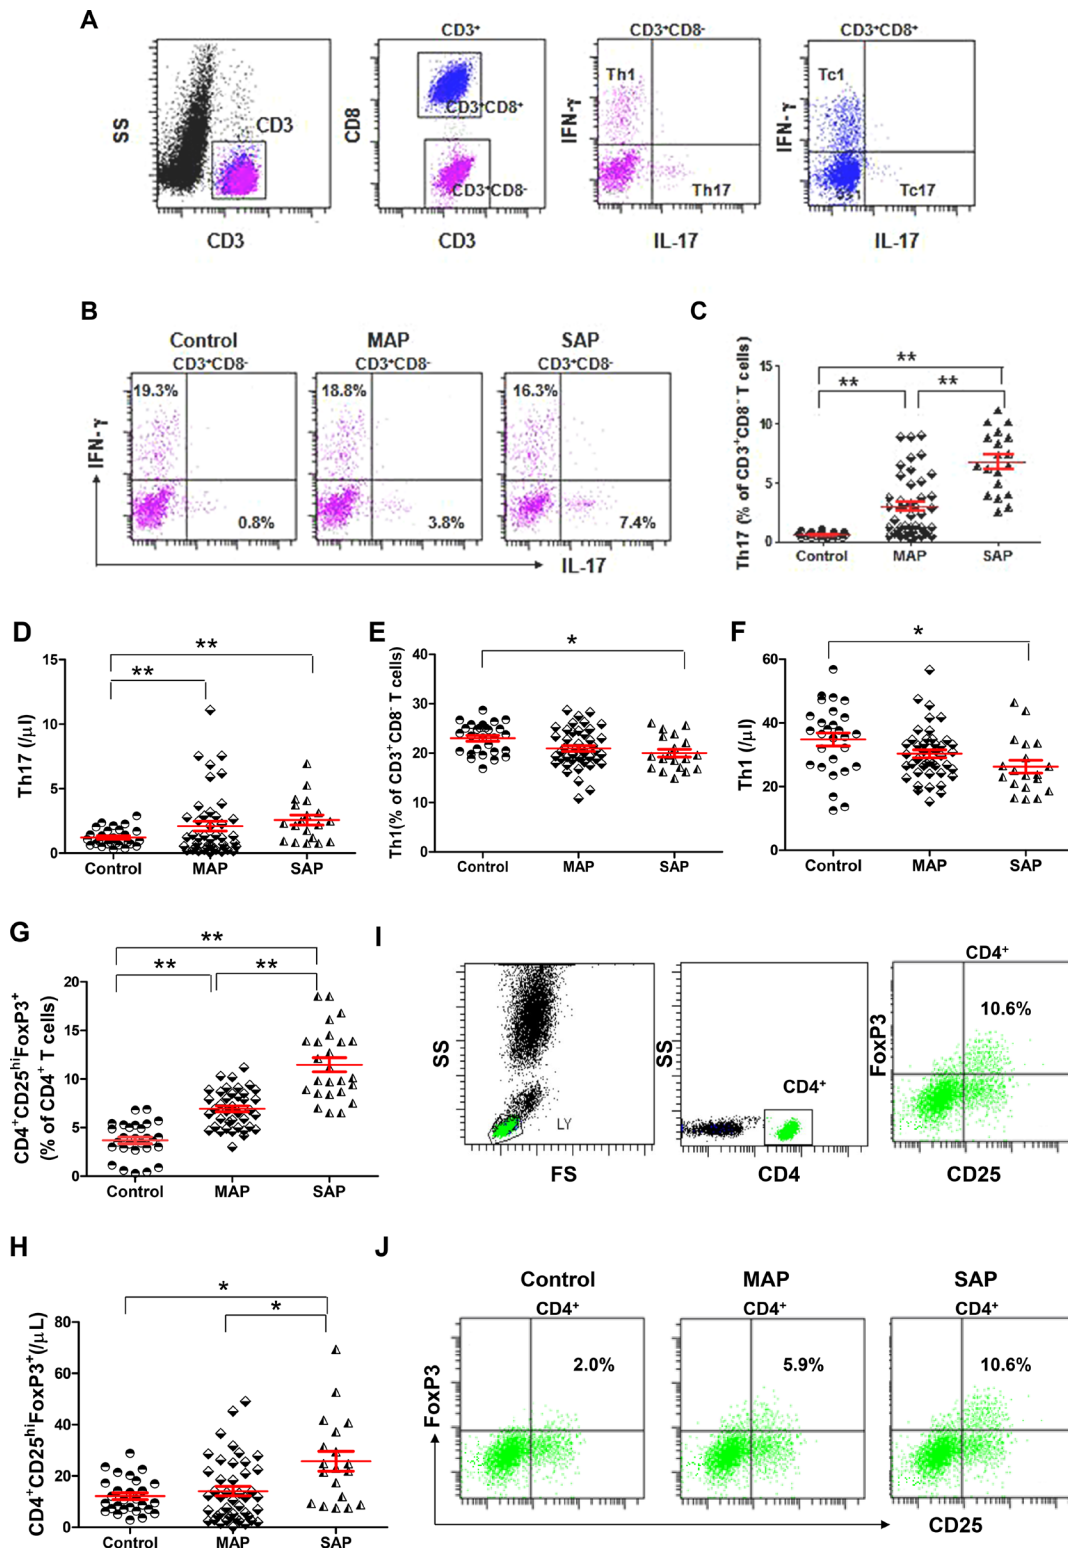 A
SS
CD3
CD3
CD3⁺
CD8
CD3⁺CD8⁺
CD3⁺CD8⁻
CD3
CD3⁺CD8⁻
IFN-γ
Th1
Th17
IL-17
CD3⁺CD8⁺
IFN-γ
Tc1
Tc17
IL-17
B
Control MAP SAP
CD3⁺CD8⁻ CD3⁺CD8⁻ CD3⁺CD8⁻
19.3% 18.8% 16.3%
IFN-γ
0.8% 3.8% 7.4%
IL-17
C
Th17 (% of CD3⁺CD8⁻ T cells)
15
10
5
0
** ** **
Control MAP SAP
D
Th17 (/μl)
15
10
5
0
** **
Control MAP SAP
E
Th1(% of CD3⁺CD8⁻ T cells)
40
30
20
10
0
*
Control MAP SAP
F
Th1 (/μl)
60
40
20
0
*
Control MAP SAP
G
CD4⁺CD25ʰⁱFoxP3⁺
(% of CD4⁺ T cells)
20
15
10
5
0
** ** **
Control MAP SAP
I
SS
LY
FS
SS
CD4⁺
CD4
CD4⁺
FoxP3
10.6%
CD25
H
CD4⁺CD25ʰⁱFoxP3⁺(/μL)
80
60
40
20
0
* *
Control MAP SAP
J
Control MAP SAP
CD4⁺ CD4⁺ CD4⁺
FoxP3
2.0% 5.9% 10.6%
CD25